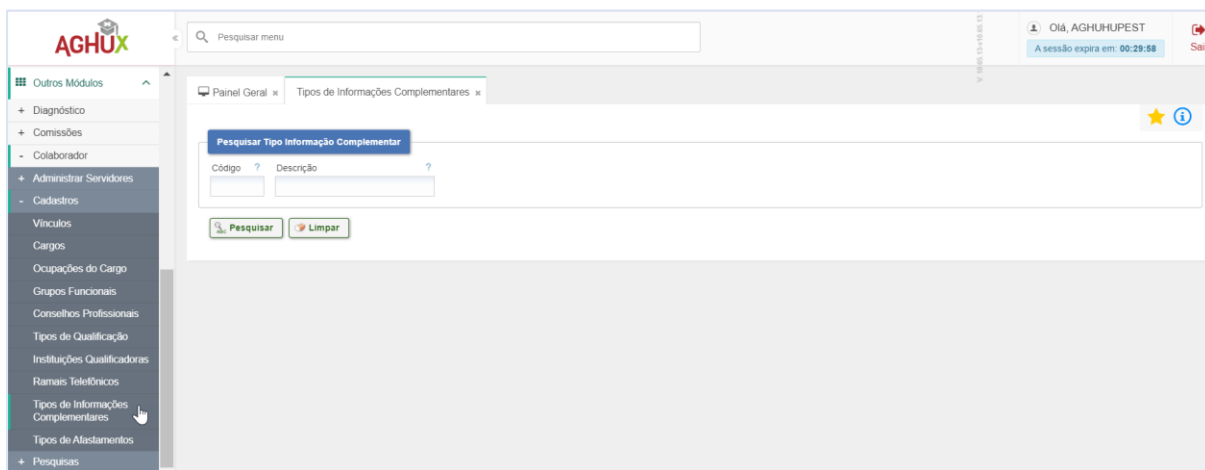 AGHUX
«
Pesquisar menu
Olá, AGHUHUPEST
A sessão expira em: 00:29:58
Sai
Outros Módulos
+ Diagnóstico
+ Comissões
- Colaborador
+ Administrar Servidores
- Cadastros
Vínculos
Cargos
Ocupações do Cargo
Grupos Funcionais
Conselhos Profissionais
Tipos de Qualificação
Instituições Qualificadoras
Ramais Telefônicos
Tipos de Informações
Complementares
Tipos de Afastamentos
+ Pesquisas
Painel Geral x
Tipos de Informações Complementares x
Pesquisar Tipo Informação Complementar
Código ? Descrição ?
Pesquisar
Limpar